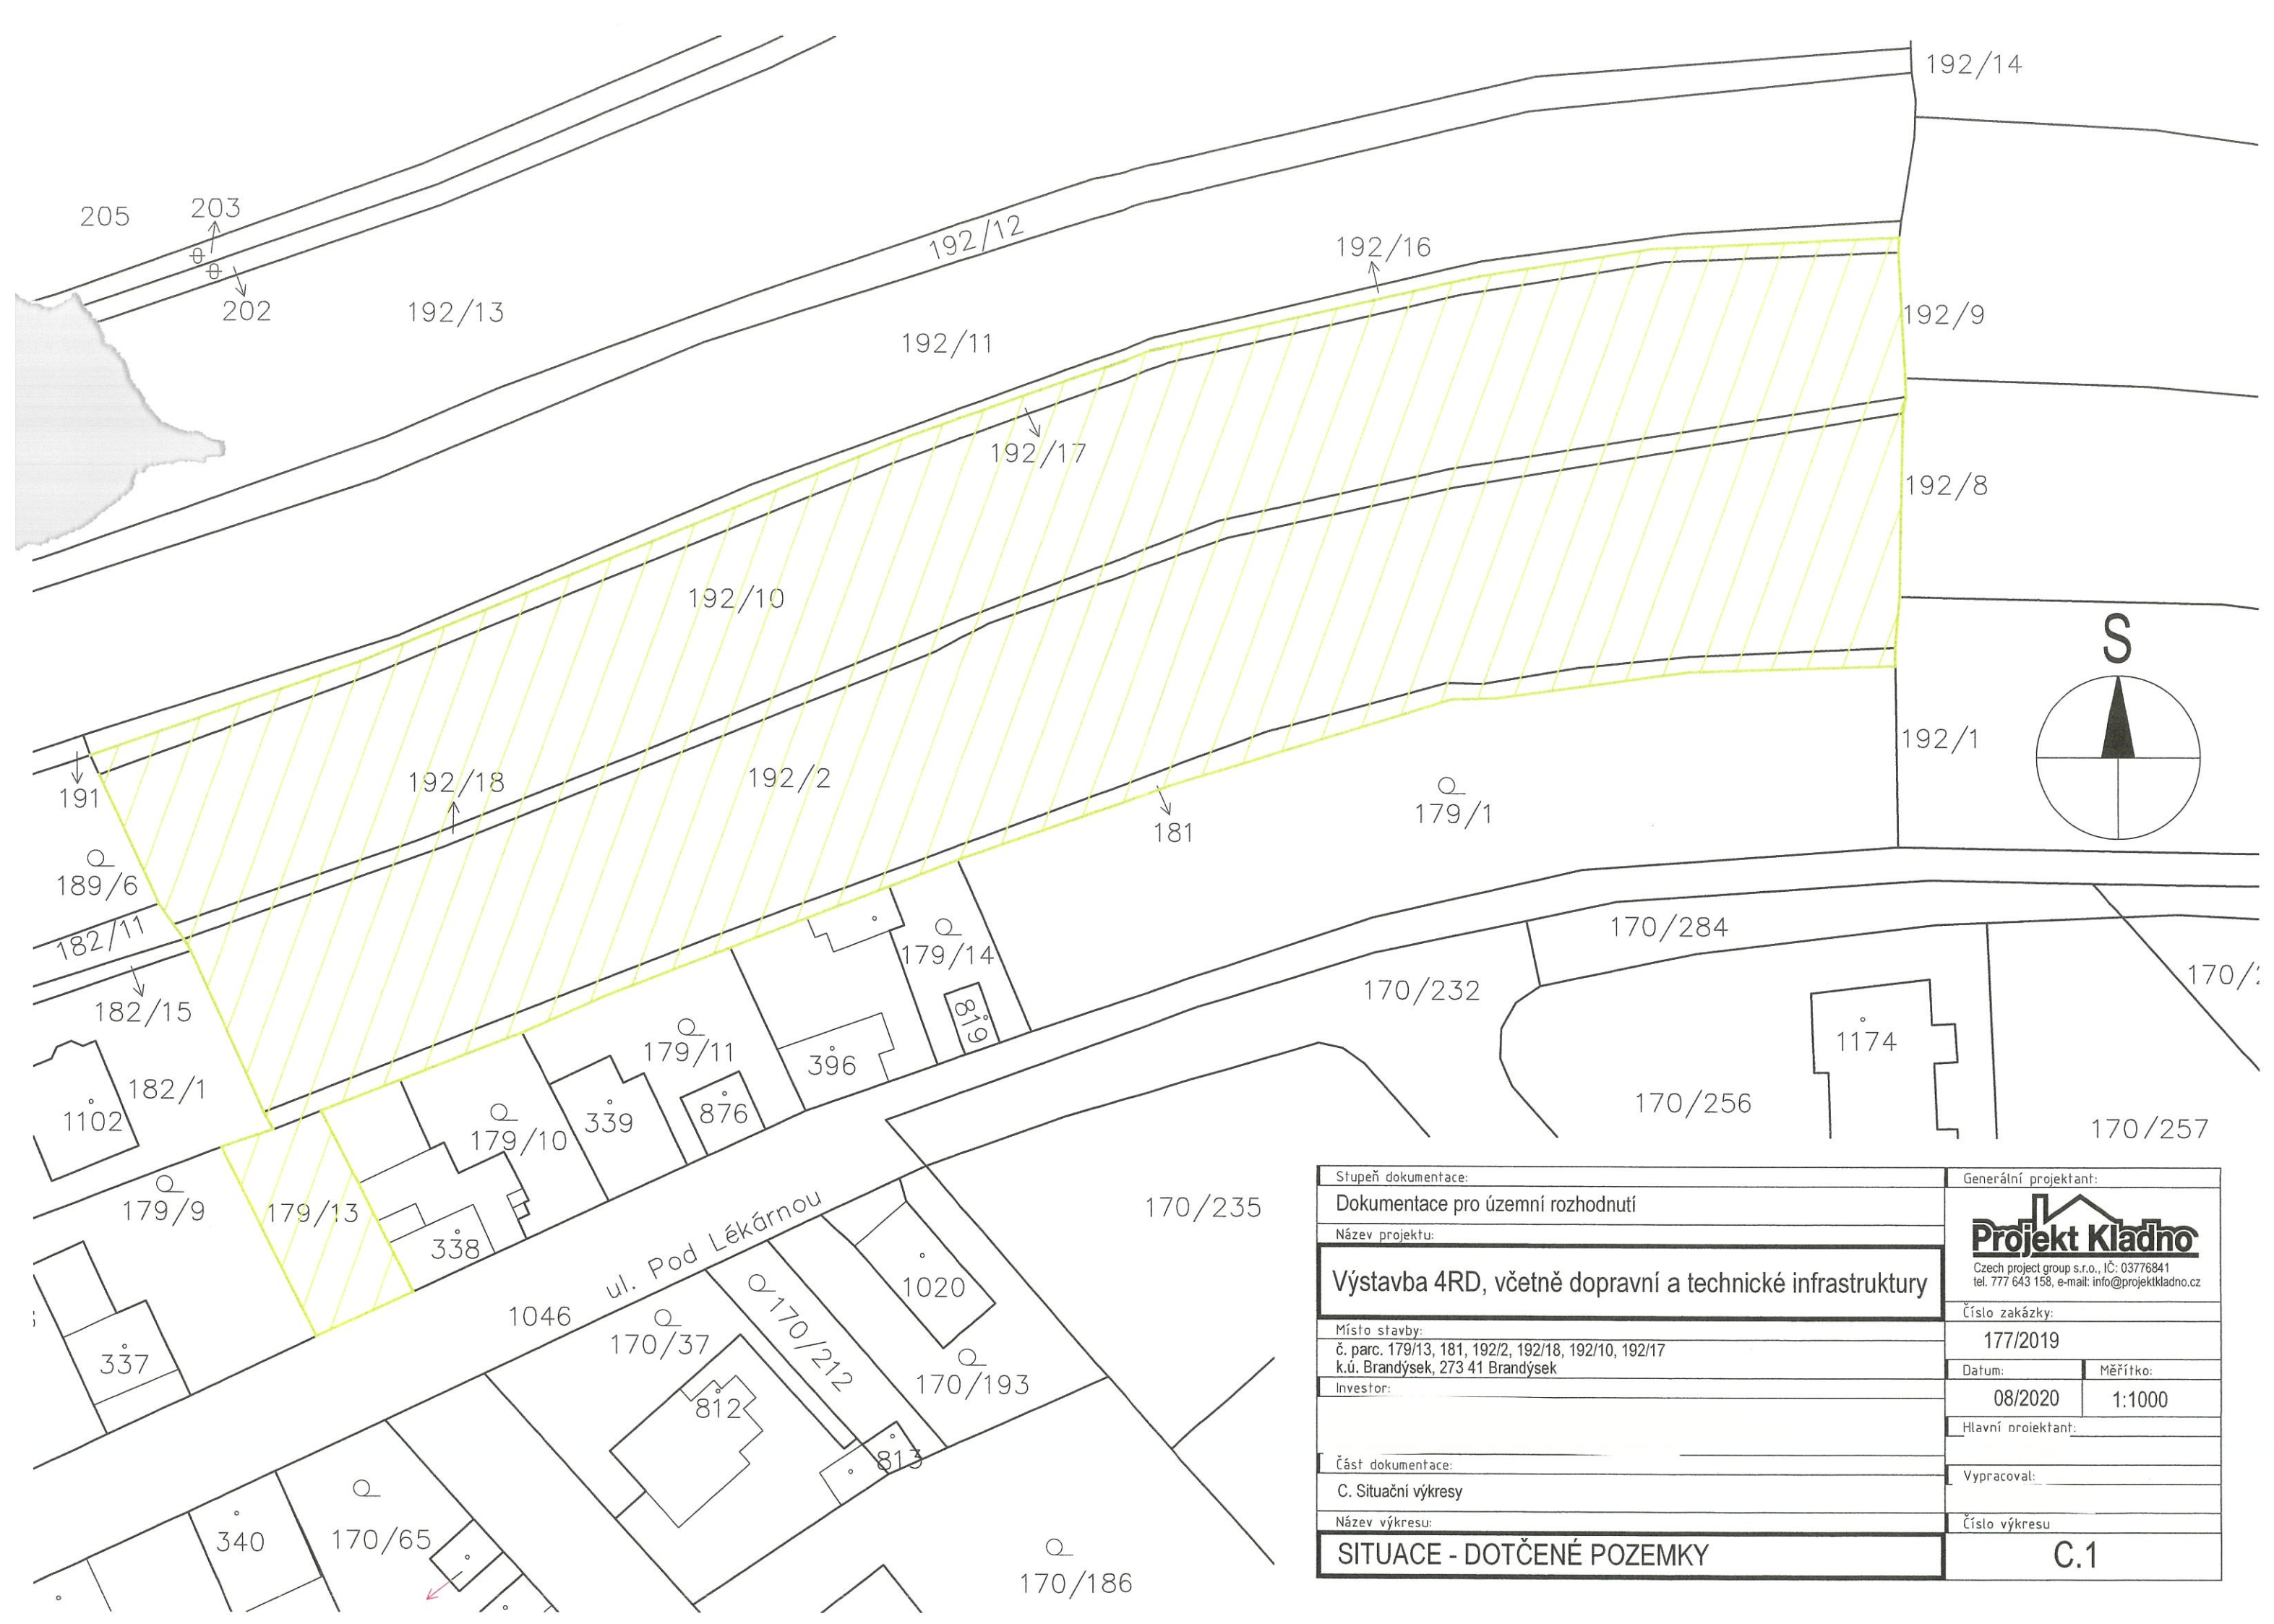 192/14
205
203
202
192/13
192/12
192/16
192/11
192/9
192/17
192/8
192/10
S
192/18
192/2
192/1
191
181
179/1
189/6
182/11
182/15
179/14
819
170/284
170/232
1174
179/11
396
182/1
1102
876
339
179/10
170/256
170/257
179/9
179/13
338
170/235
ul. Pod Lékárnou
1046
170/37
170/212
1020
337
170/193
812
813
340
170/65
170/186
Stupeň dokumentace:
Dokumentace pro územní rozhodnutí
Název projektu:
Výstavba 4RD, včetně dopravní a technické infrastruktury
Místo stavby:
č. parc. 179/13, 181, 192/2, 192/18, 192/10, 192/17
k.ú. Brandýsek, 273 41 Brandýsek
Investor:
Část dokumentace:
C. Situační výkresy
Název výkresu:
SITUACE - DOTČENÉ POZEMKY
Generální projektant:
Projekt Kladno
Czech project group s.r.o., IČ: 03776841
tel. 777 643 158, e-mail: info@projektkladno.cz
Číslo zakázky:
177/2019
Datum:
Měřítko:
08/2020
1:1000
Hlavní projektant:
Vypracoval:
Číslo výkresu
C.1